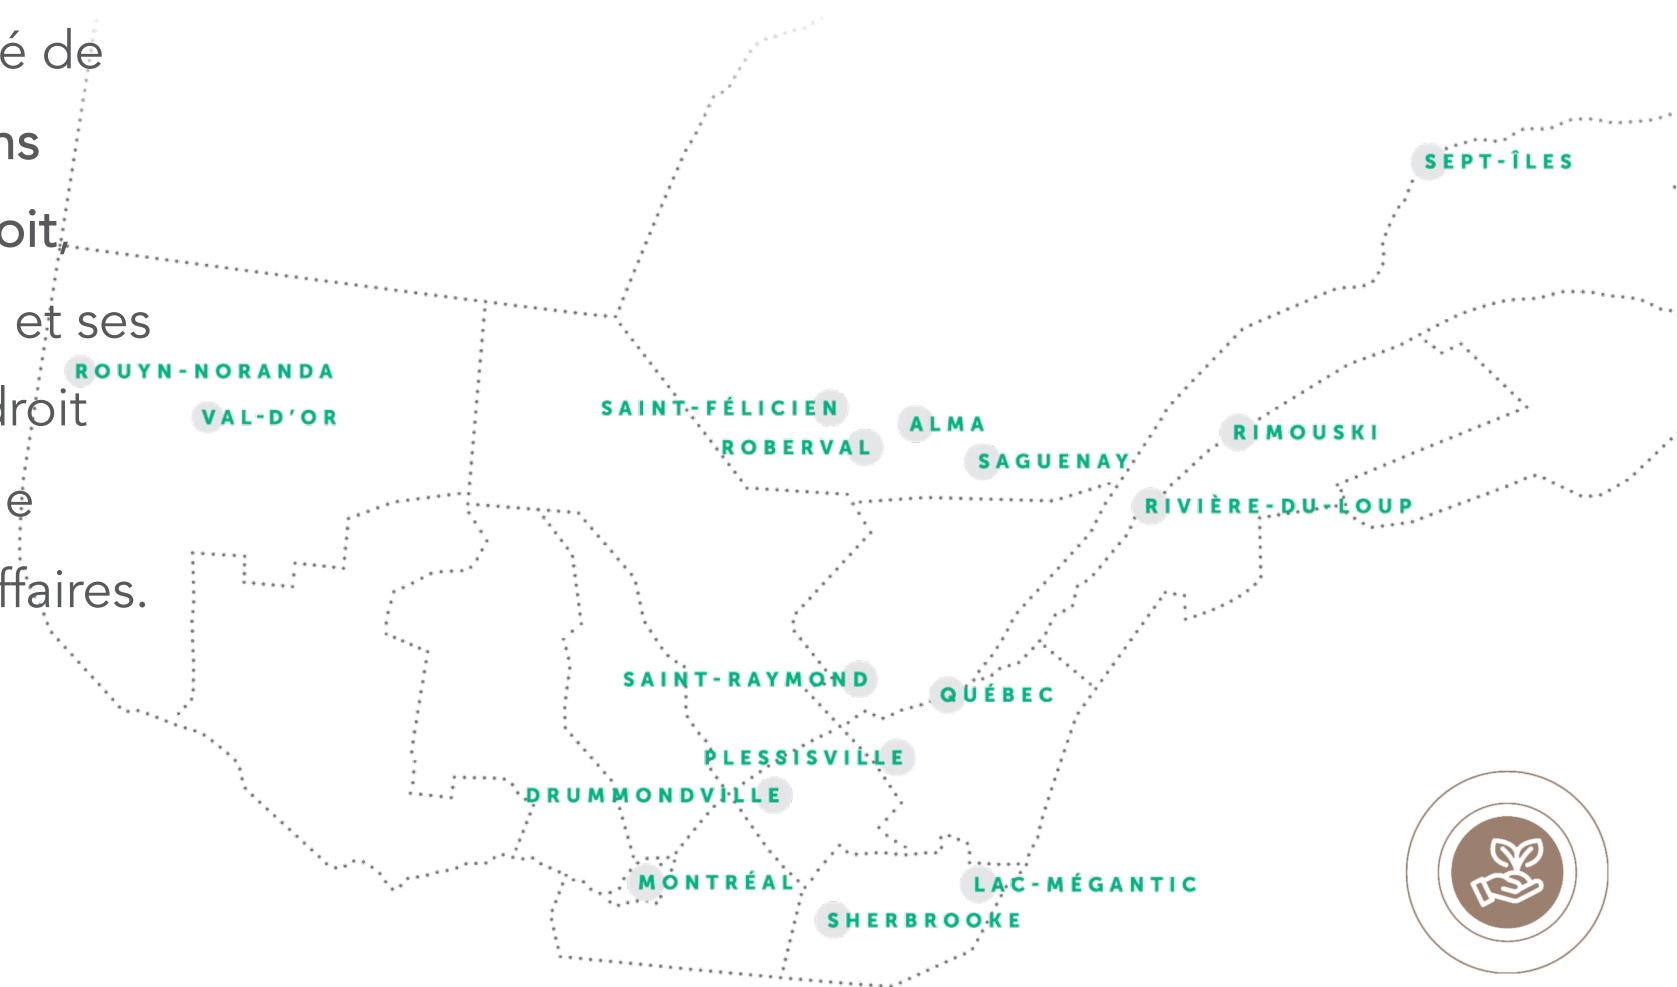 é de
ns
oit,
et ses
droit
e
ffaires.
SEPT-ÎLES
ROUYN-NORANDA
VAL-D'OR
SAINT-FÉLICIEN
ALMA
ROBERVAL
SAGUENAY
RIMOUSKI
RIVIÈRE-DU-LOUP
SAINT-RAYMOND
QUÉBEC
PLESSISVILLE
DRUMMONDVILLE
MONTRÉAL
LAC-MÉGANTIC
SHERBROOKE